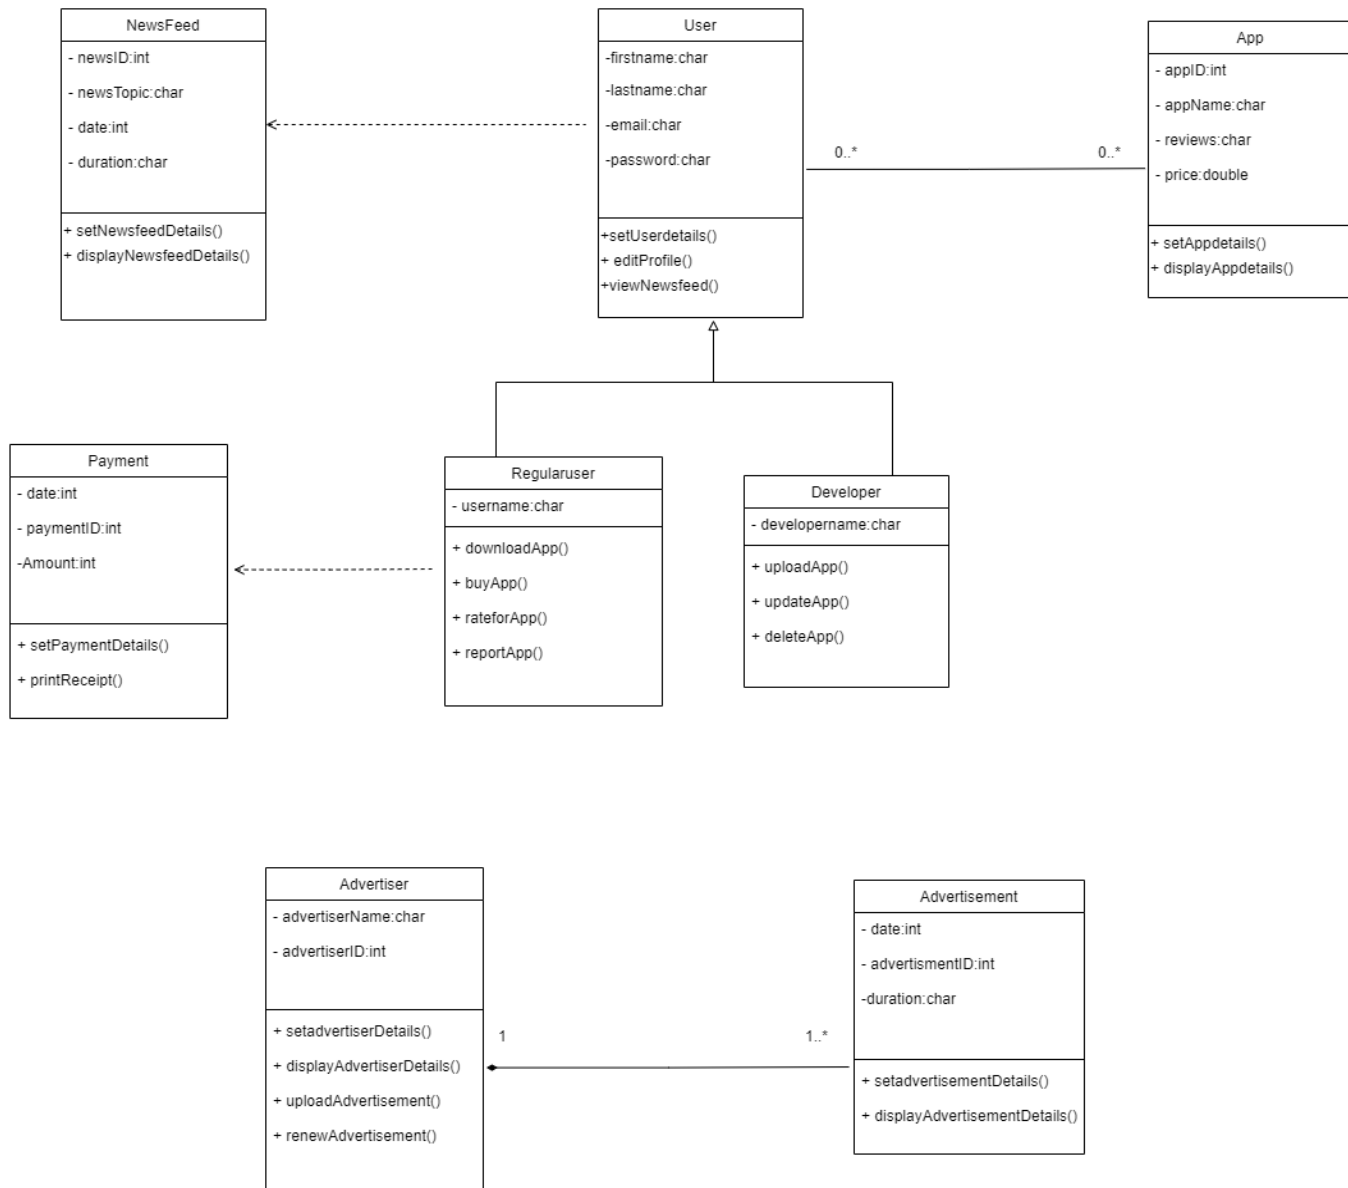 NewsFeed
- newsID:int
- newsTopic:char
- date:int
- duration:char
+ setNewsfeedDetails()
+ displayNewsfeedDetails()
User
-firstname:char
-lastname:char
-email:char
-password:char
+setUserdetails()
+ editProfile()
+viewNewsfeed()
0..*
0..*
App
- appID:int
- appName:char
- reviews:char
- price:double
+ setAppdetails()
+ displayAppdetails()
Payment
- date:int
- paymentID:int
-Amount:int
+ setPaymentDetails()
+ printReceipt()
Regularuser
- username:char
+ downloadApp()
+ buyApp()
+ rateforApp()
+ reportApp()
Developer
- developername:char
+ uploadApp()
+ updateApp()
+ deleteApp()
Advertiser
- advertiserName:char
- advertiserID:int
+ setadvertiserDetails()
+ displayAdvertiserDetails()
+ uploadAdvertisement()
+ renewAdvertisement()
1
1..*
Advertisement
- date:int
- advertismentID:int
-duration:char
+ setadvertisementDetails()
+ displayAdvertisementDetails()